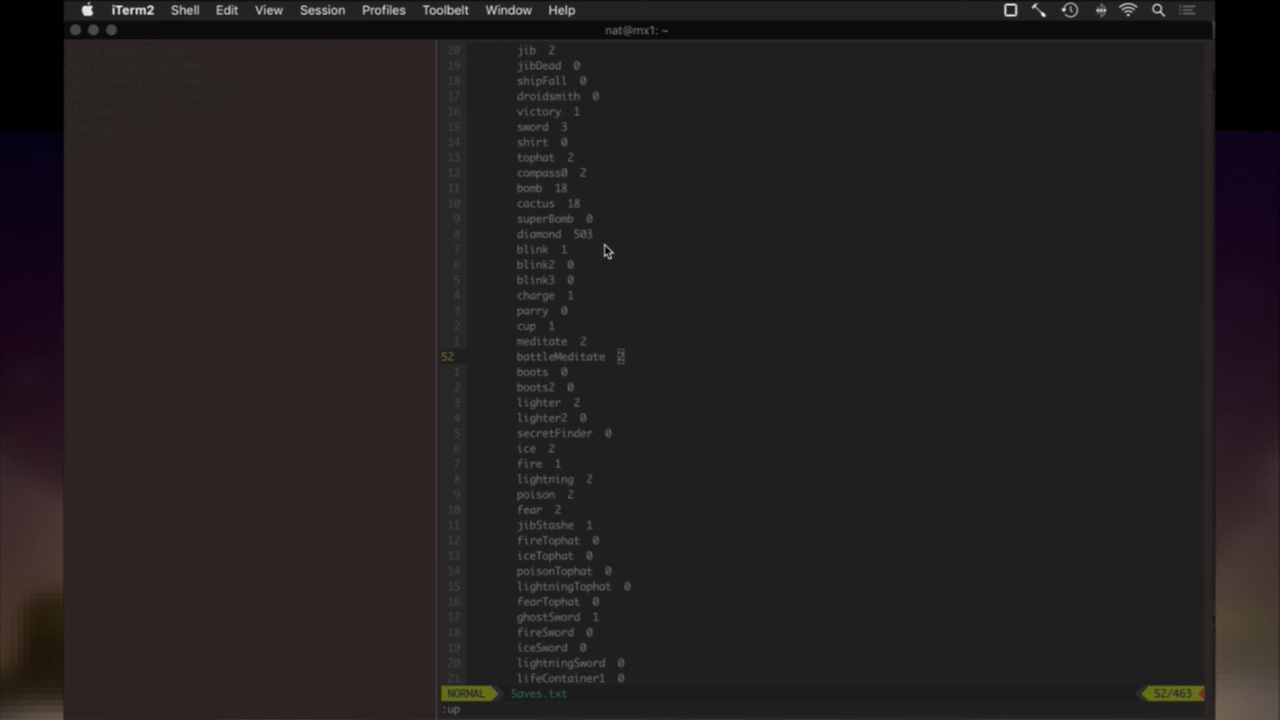 iTerm2 Shell Edit View Session Profiles Toolbelt Window Help
nat@mx1: ~
20 jib 2
19 jibDead 0
18 shipFall 0
17 droidsmith 0
16 victory 1
15 sword 3
14 shirt 0
13 tophat 2
12 compass0 2
11 bomb 18
10 cactus 18
9 superBomb 0
8 diamond 503
7 blink 1
6 blink2 0
5 blink3 0
4 charge 1
3 parry 0
2 cup 1
1 meditate 2
52 battleMeditate 2
1 boots 0
2 boots2 0
3 lighter 2
4 lighter2 0
5 secretFinder 0
6 ice 2
7 fire 1
8 lightning 2
9 poison 2
10 fear 2
11 jibStashe 1
12 fireTophat 0
13 iceTophat 0
14 poisonTophat 0
15 lightningTophat 0
16 fearTophat 0
17 ghostSword 1
18 fireSword 0
19 iceSword 0
20 lightningSword 0
21 lifeContainer1 0
NORMAL Saves.txt 52/463
:up